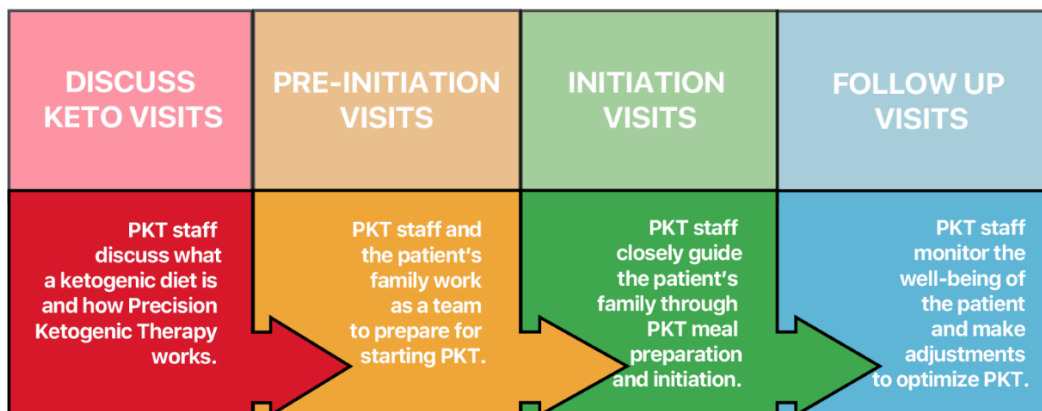 DISCUSS
KETO VISITS
PRE-INITIATION
VISITS
INITIATION
VISITS
FOLLOW UP
VISITS
PKT staff
discuss what
a ketogenic diet is
and how Precision
Ketogenic Therapy
works.
PKT staff and
the patient's
family work
as a team
to prepare for
starting PKT.
PKT staff
closely guide
the patient's
family through
PKT meal
preparation
and initiation.
PKT staff
monitor the
well-being of
the patient
and make
adjustments
to optimize PKT.